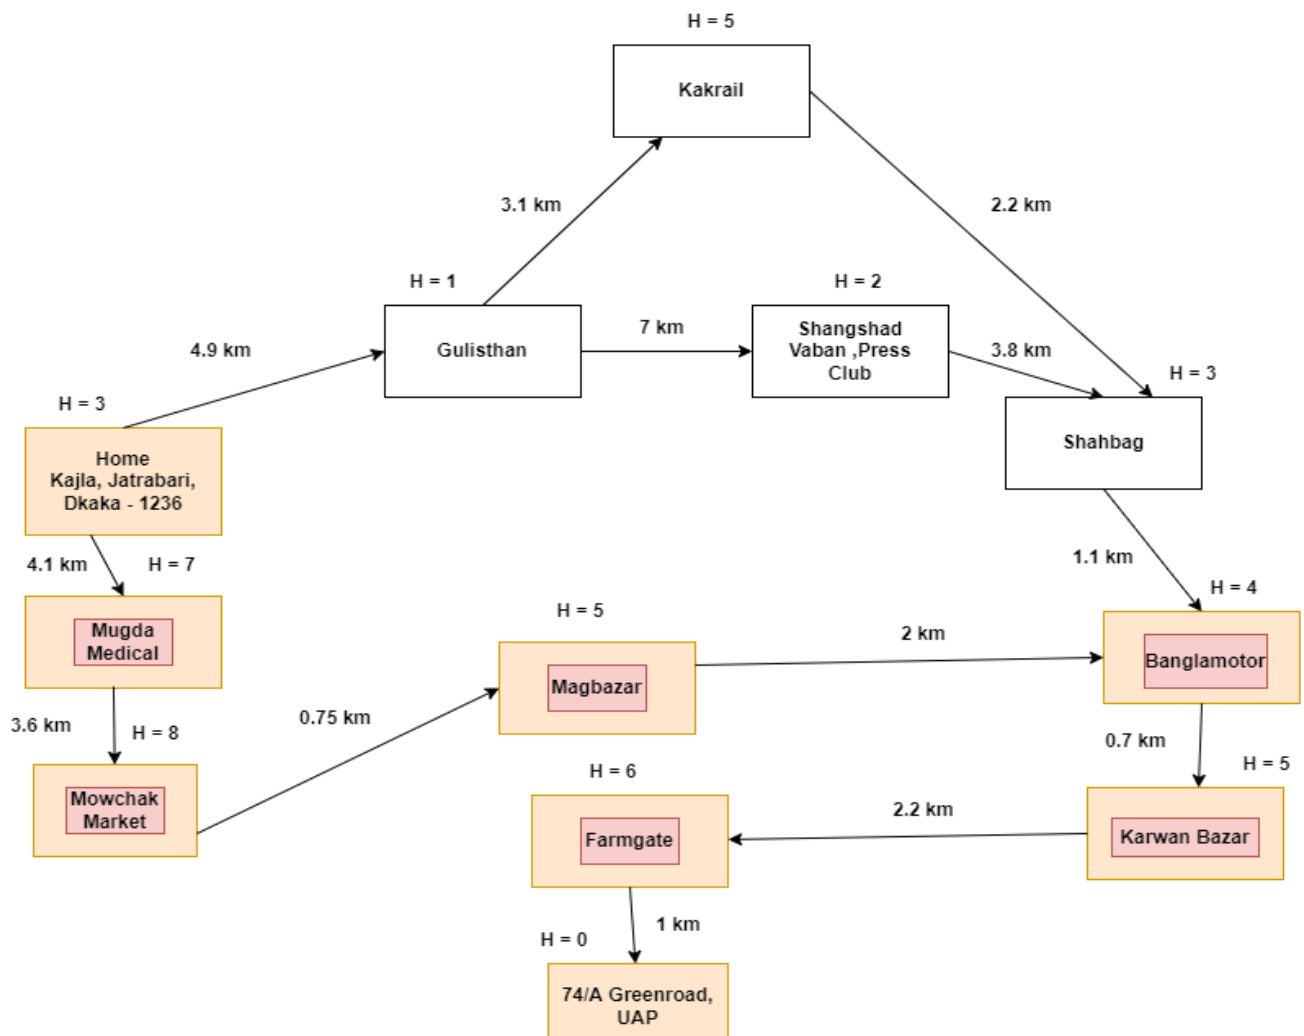 H = 5
Kakrail
3.1 km
2.2 km
H = 1
H = 2
Gulisthan
7 km
Shangshad
Vaban ,Press
Club
3.8 km
4.9 km
H = 3
H = 3
Shahbag
Home
Kajla, Jatrabari,
Dkaka - 1236
4.1 km
H = 7
1.1 km
H = 4
Mugda
Medical
H = 5
Magbazar
2 km
Banglamotor
3.6 km
H = 8
0.75 km
0.7 km
H = 5
Mowchak
Market
H = 6
Farmgate
2.2 km
Karwan Bazar
1 km
H = 0
74/A Greenroad,
UAP